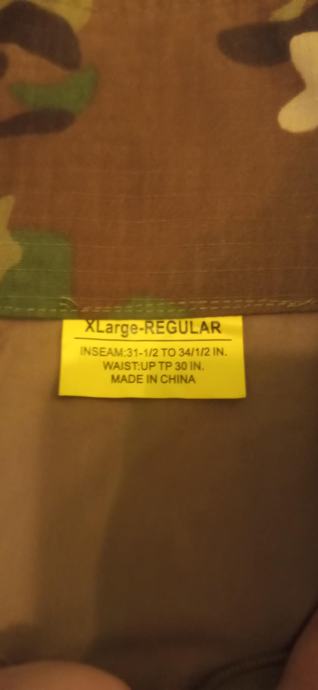 XLarge-REGULAR
INSEAM:31-1/2 TO 34/1/2 IN.
WAIST:UP TP 30 IN.
MADE IN CHINA